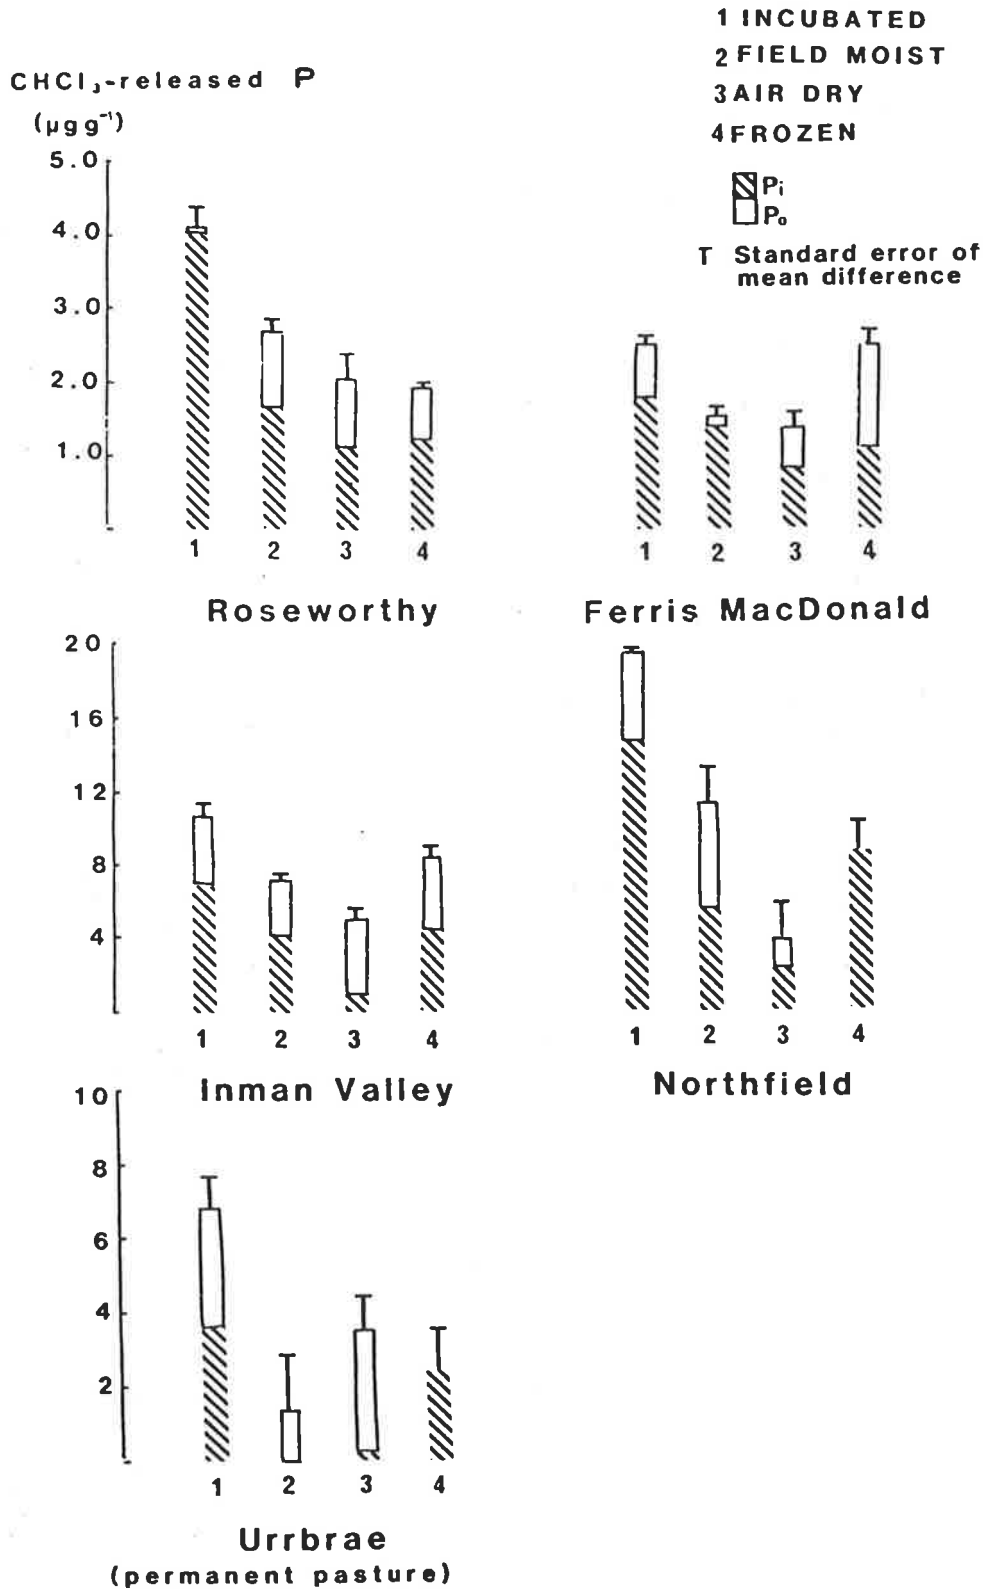 1 INCUBATED
2 FIELD MOIST
3 AIR DRY
4 FROZEN
Pi
Po
T Standard error of
mean difference
CHCl₃-released P
(µg g⁻¹)
5.0
4.0
3.0
2.0
1.0
1 2 3 4
Roseworthy
1 2 3 4
Ferris MacDonald
20
16
12
8
4
1 2 3 4
Inman Valley
1 2 3 4
Northfield
10
8
6
4
2
1 2 3 4
Urrbrae
(permanent pasture)